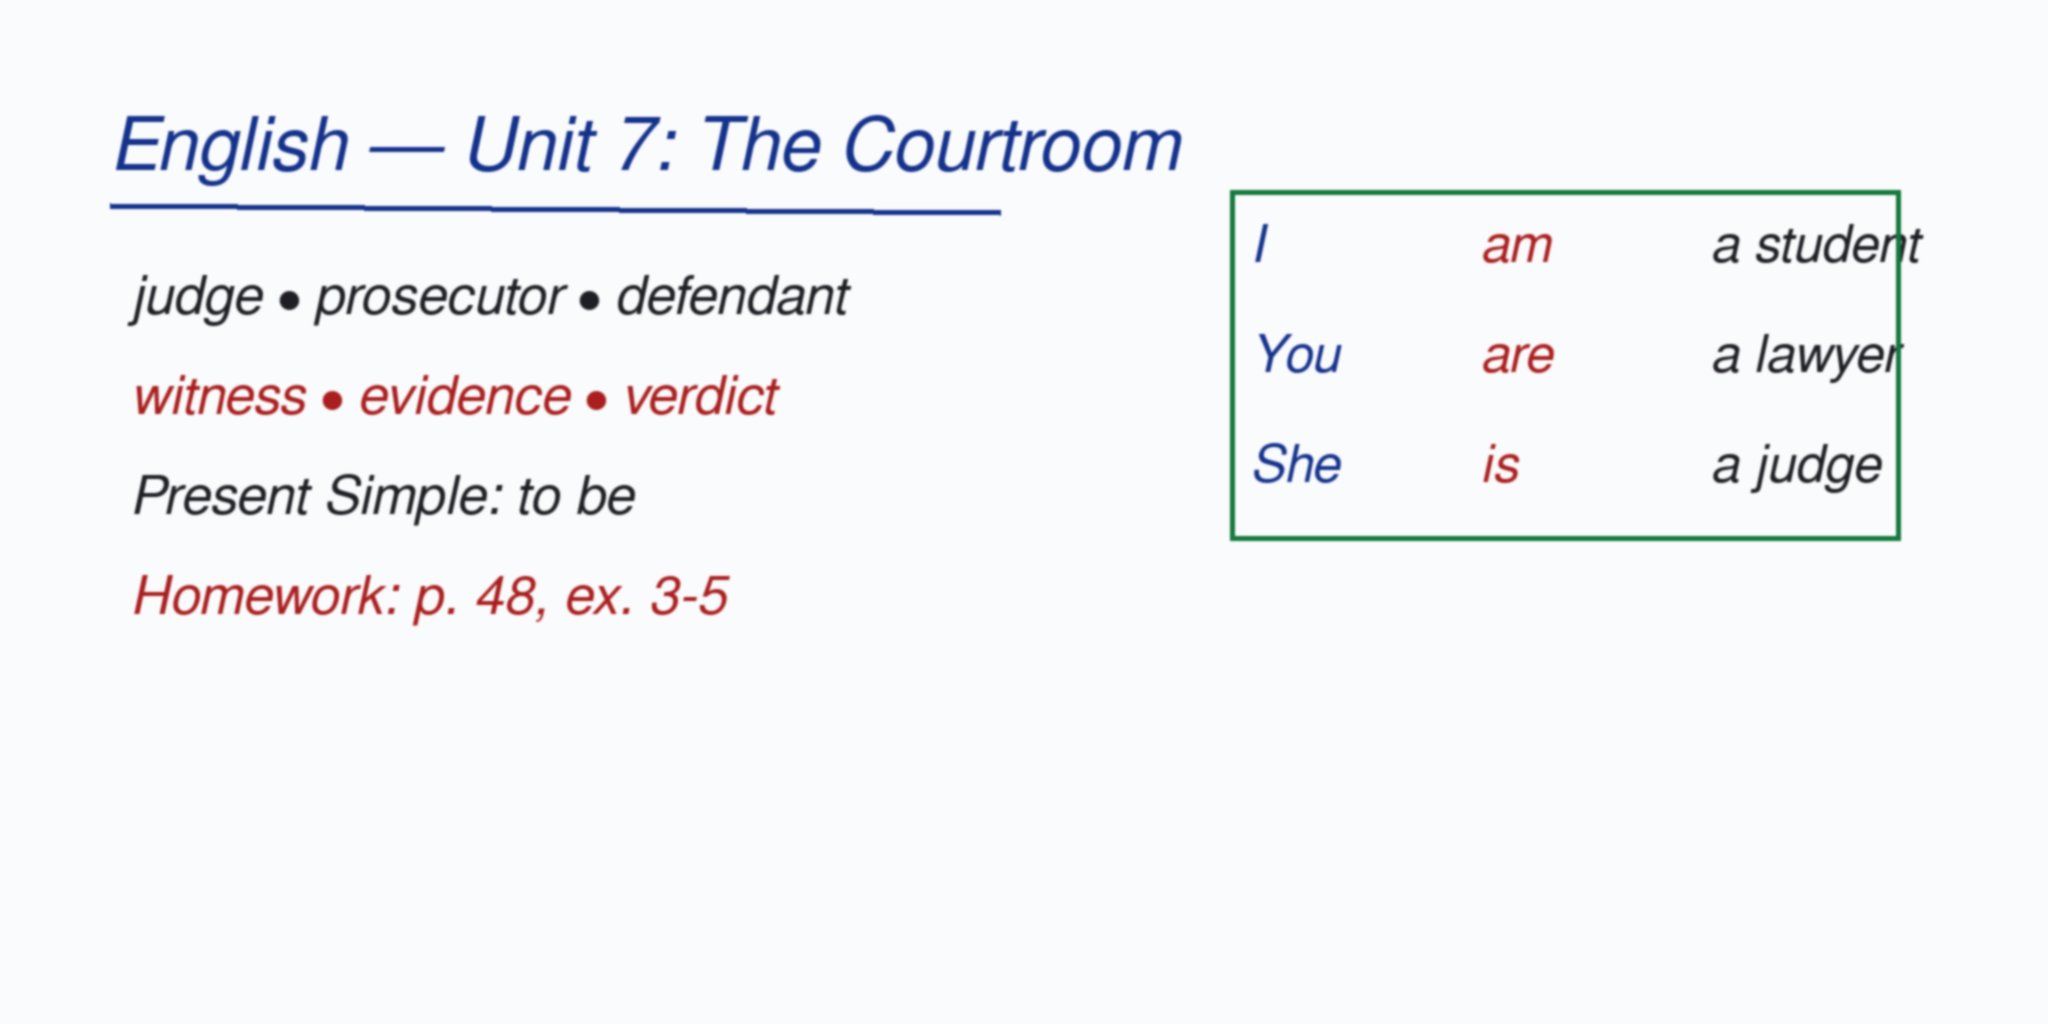 English — Unit 7: The Courtroom
judge • prosecutor • defendant
witness • evidence • verdict
Present Simple: to be
Homework: p. 48, ex. 3-5
I am a student
You are a lawyer
She is a judge